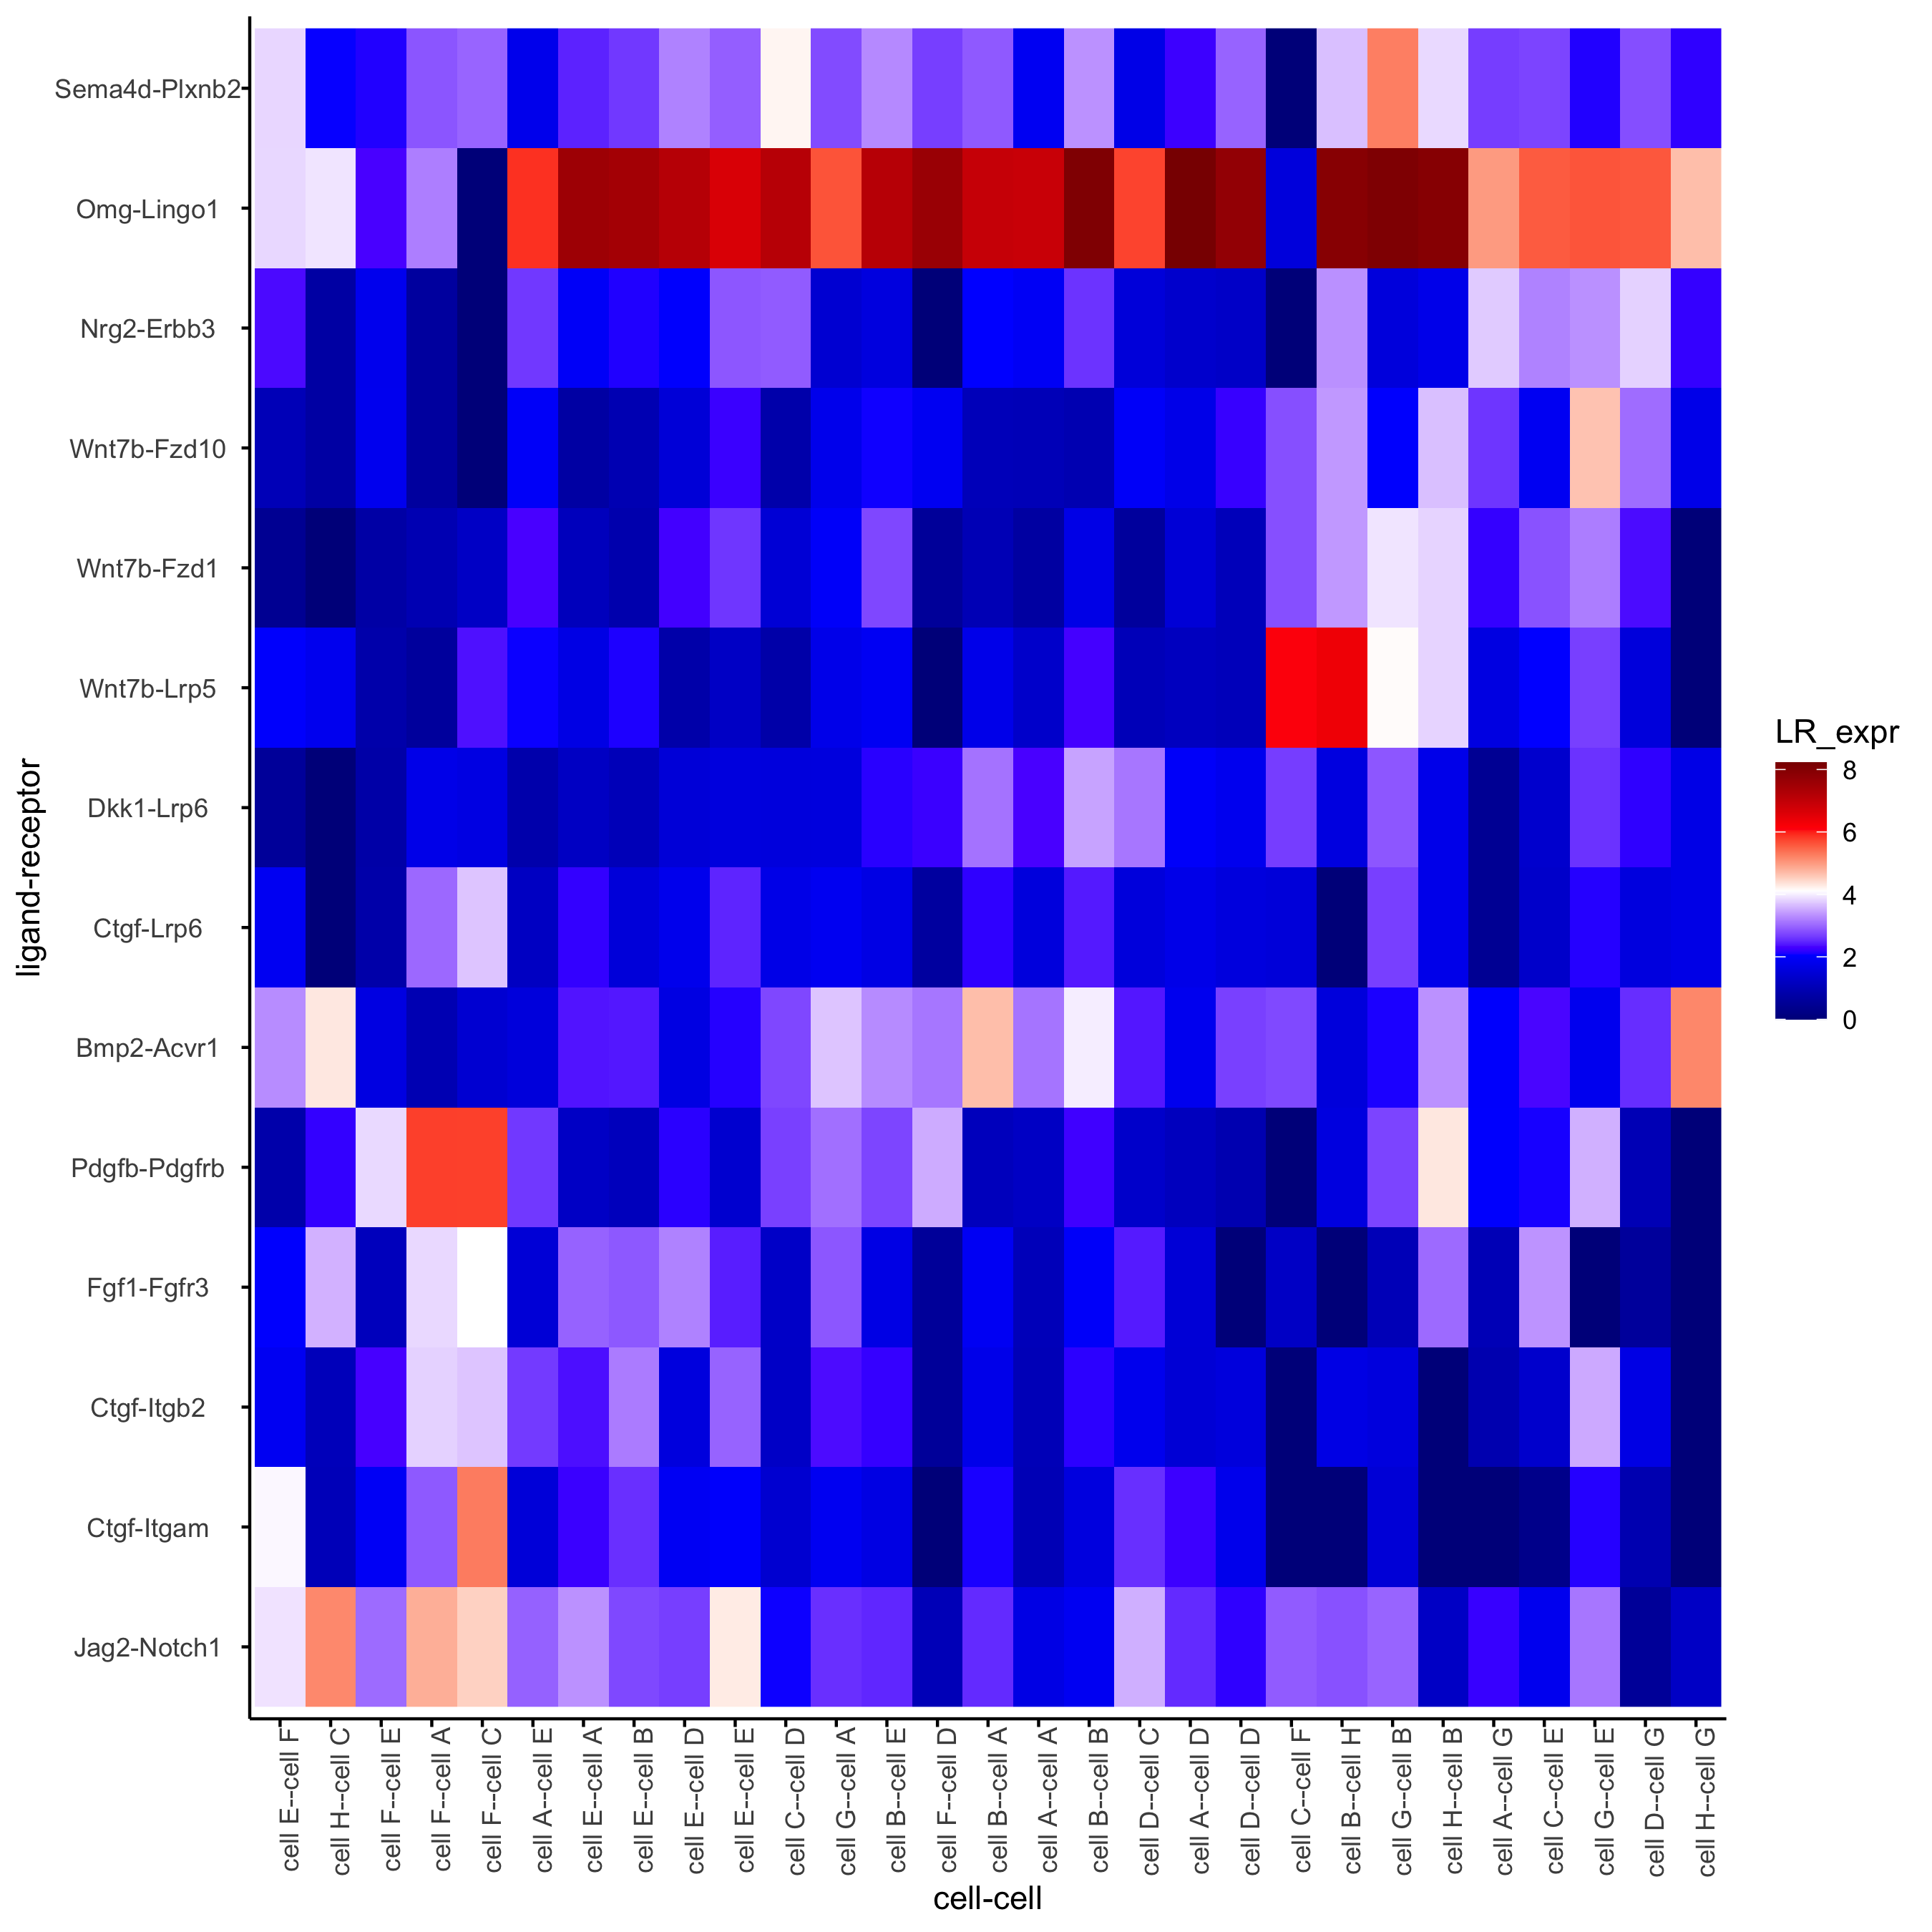 Sema4d-Plxnb2
Omg-Lingo1
Nrg2-Erbb3
Wnt7b-Fzd10
Wnt7b-Fzd1
Wnt7b-Lrp5
Dkk1-Lrp6
Ctgf-Lrp6
Bmp2-Acvr1
Pdgfb-Pdgfrb
Fgf1-Fgfr3
Ctgf-Itgb2
Ctgf-Itgam
Jag2-Notch1
ligand-receptor
cell E--cell F
cell H--cell C
cell F--cell E
cell F--cell A
cell F--cell C
cell A--cell E
cell E--cell A
cell E--cell B
cell E--cell D
cell E--cell E
cell C--cell D
cell G--cell A
cell B--cell E
cell F--cell D
cell B--cell A
cell A--cell A
cell B--cell B
cell D--cell C
cell A--cell D
cell D--cell D
cell C--cell F
cell B--cell H
cell G--cell B
cell H--cell B
cell A--cell G
cell C--cell E
cell G--cell E
cell D--cell G
cell H--cell G
cell-cell
LR_expr
8
6
4
2
0